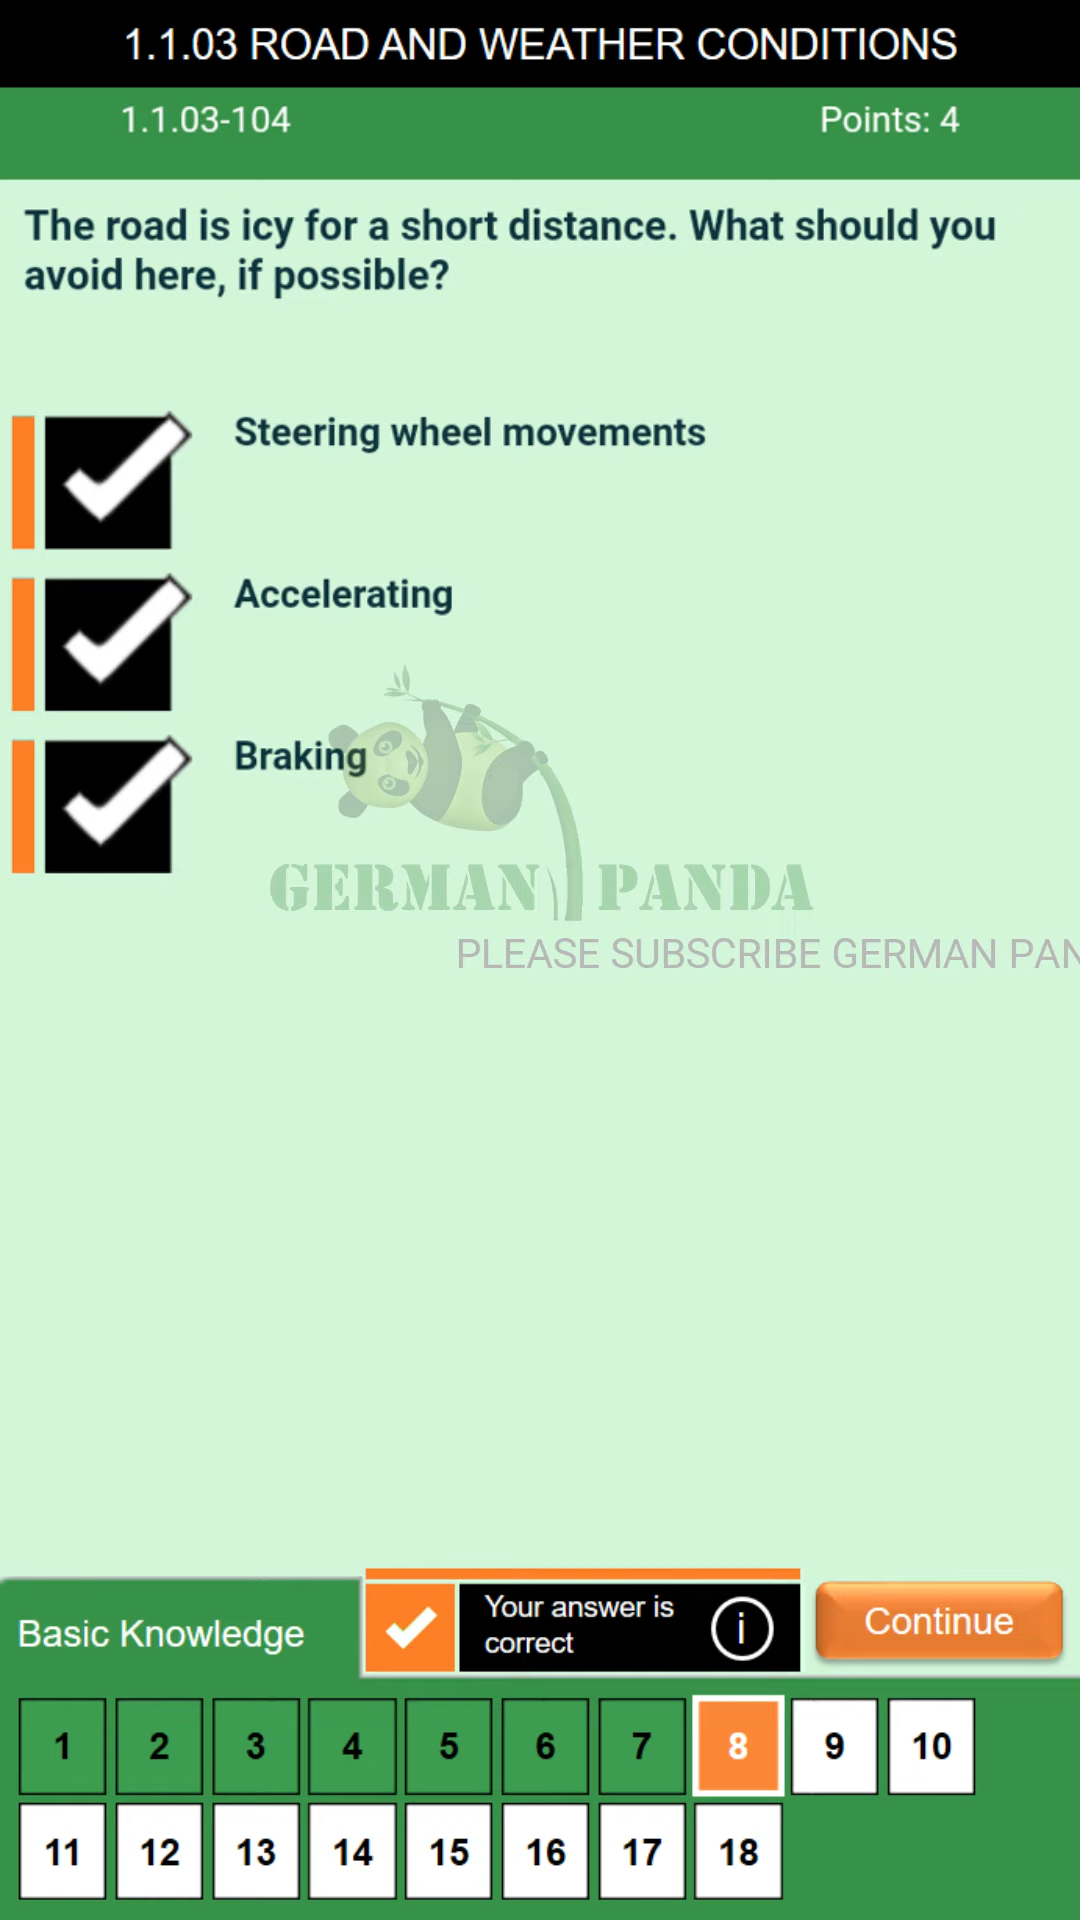 1.1.03 ROAD AND WEATHER CONDITIONS
1.1.03-104 Points: 4
The road is icy for a short distance. What should you
avoid here, if possible?
Steering wheel movements
Accelerating
Braking
GERMAN PANDA
PLEASE SUBSCRIBE GERMAN PAN
Basic Knowledge
Your answer is
correct
i
Continue
1 2 3 4 5 6 7 8 9 10
11 12 13 14 15 16 17 18